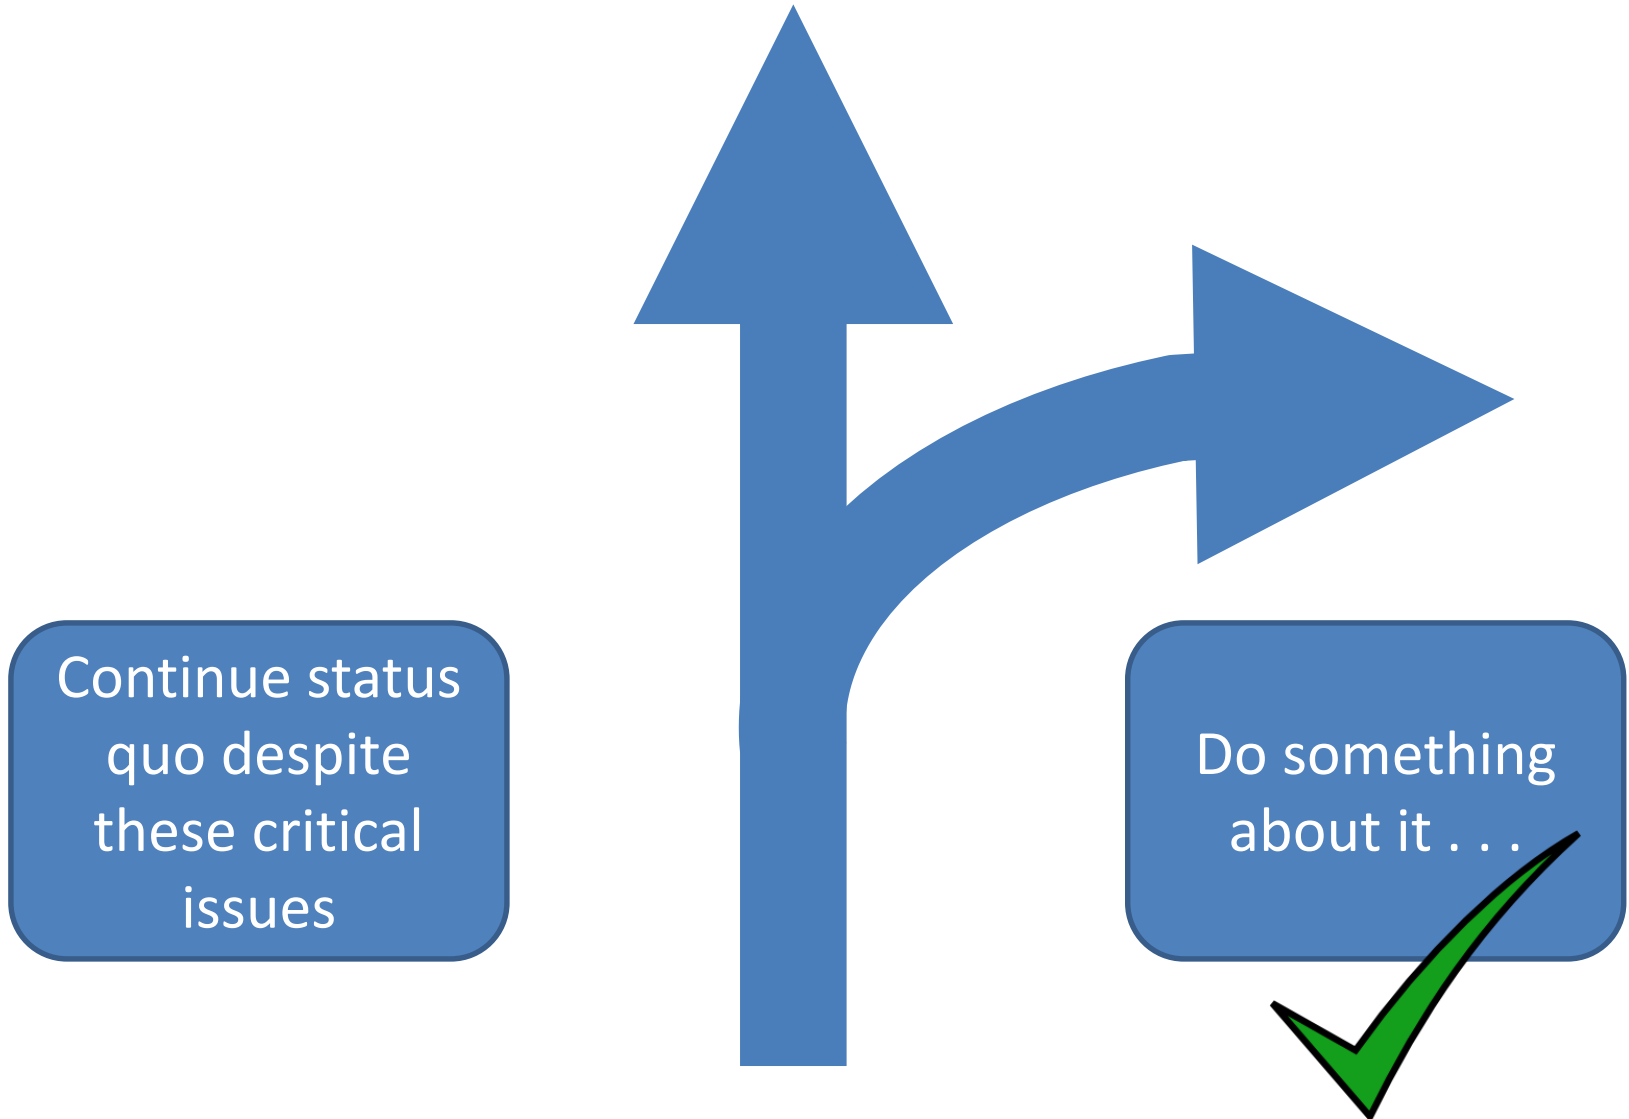 Continue status
quo despite
these critical
issues
Do something
about it . . .